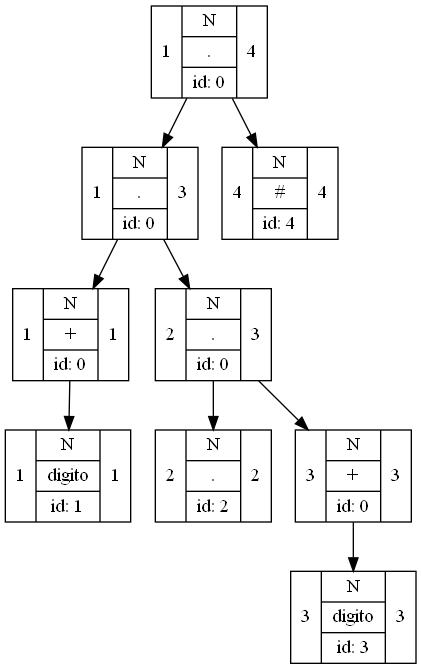 N
1 . 4
id: 0
N
1 . 3
id: 0
N
4 # 4
id: 4
N
1 + 1
id: 0
N
2 . 3
id: 0
N
1 digito 1
id: 1
N
2 . 2
id: 2
N
3 + 3
id: 0
N
3 digito 3
id: 3